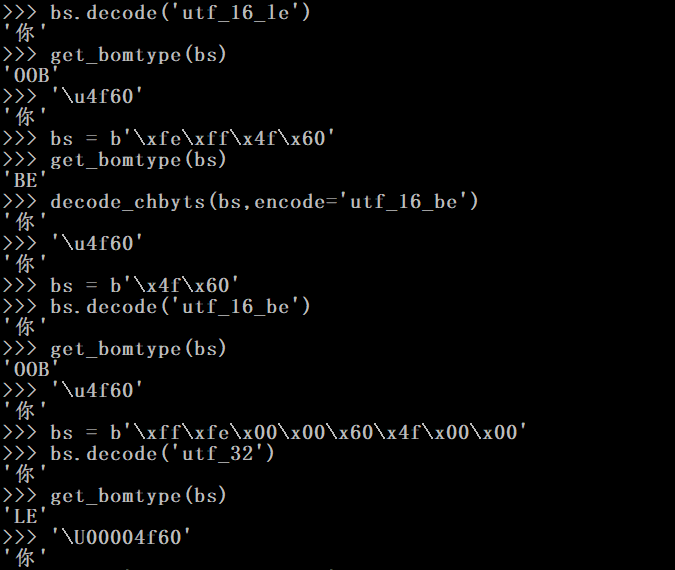 >>> bs.decode('utf_16_le')
'你'
>>> get_bomtype(bs)
'OOB'
>>> '\u4f60'
'你'
>>> bs = b'\xfe\xff\x4f\x60'
>>> get_bomtype(bs)
'BE'
>>> decode_chbyts(bs,encode='utf_16_be')
'你'
>>> '\u4f60'
'你'
>>> bs = b'\x4f\x60'
>>> bs.decode('utf_16_be')
'你'
>>> get_bomtype(bs)
'OOB'
>>> '\u4f60'
'你'
>>> bs = b'\xff\xfe\x00\x00\x60\x4f\x00\x00'
>>> bs.decode('utf_32')
'你'
>>> get_bomtype(bs)
'LE'
>>> '\U00004f60'
'你'